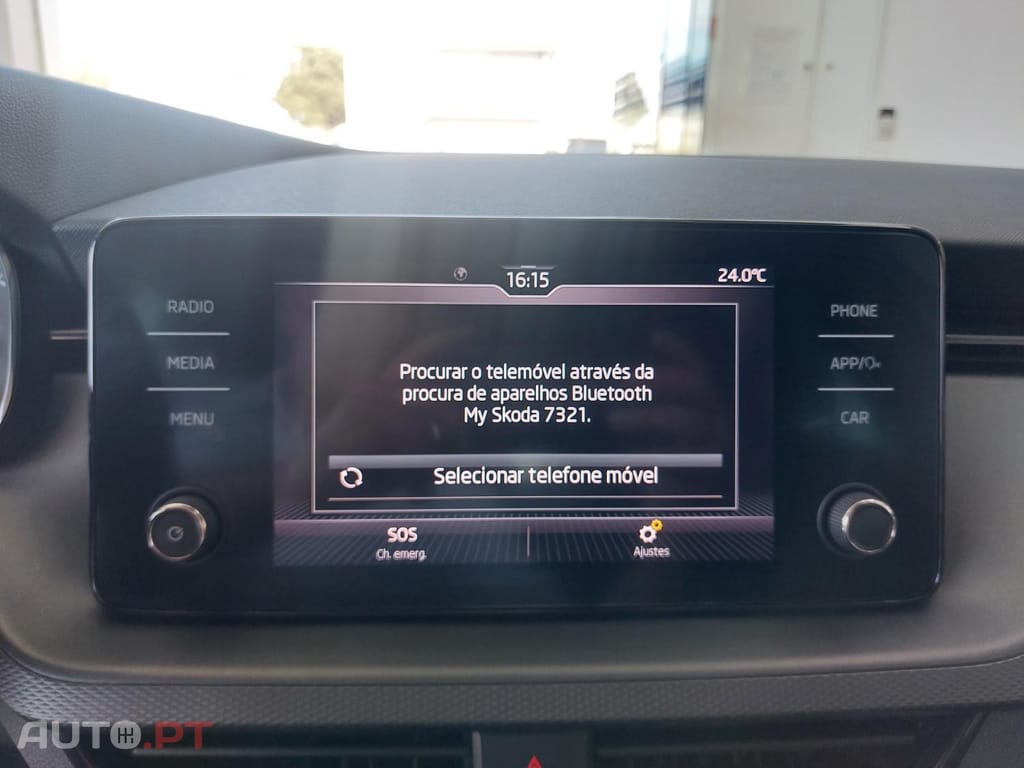 16:15
24.0°C
RADIO
MEDIA
MENU
PHONE
APP/
CAR
Procurar o telemóvel através da
procura de aparelhos Bluetooth
My Skoda 7321.
Selecionar telefone móvel
SOS
Ch. emerg.
Ajustes
AUTO.PT